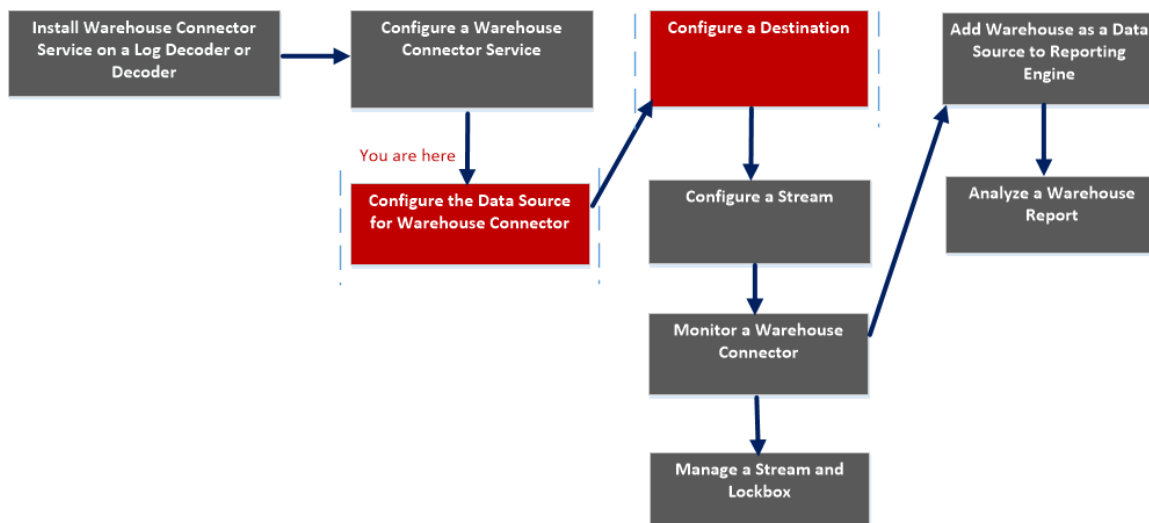 Install Warehouse Connector
Service on a Log Decoder or
Decoder
Configure a Warehouse
Connector Service
You are here
Configure the Data Source
for Warehouse Connector
Configure a Destination
Configure a Stream
Monitor a Warehouse
Connector
Manage a Stream and
Lockbox
Add Warehouse as a Data
Source to Reporting
Engine
Analyze a Warehouse
Report